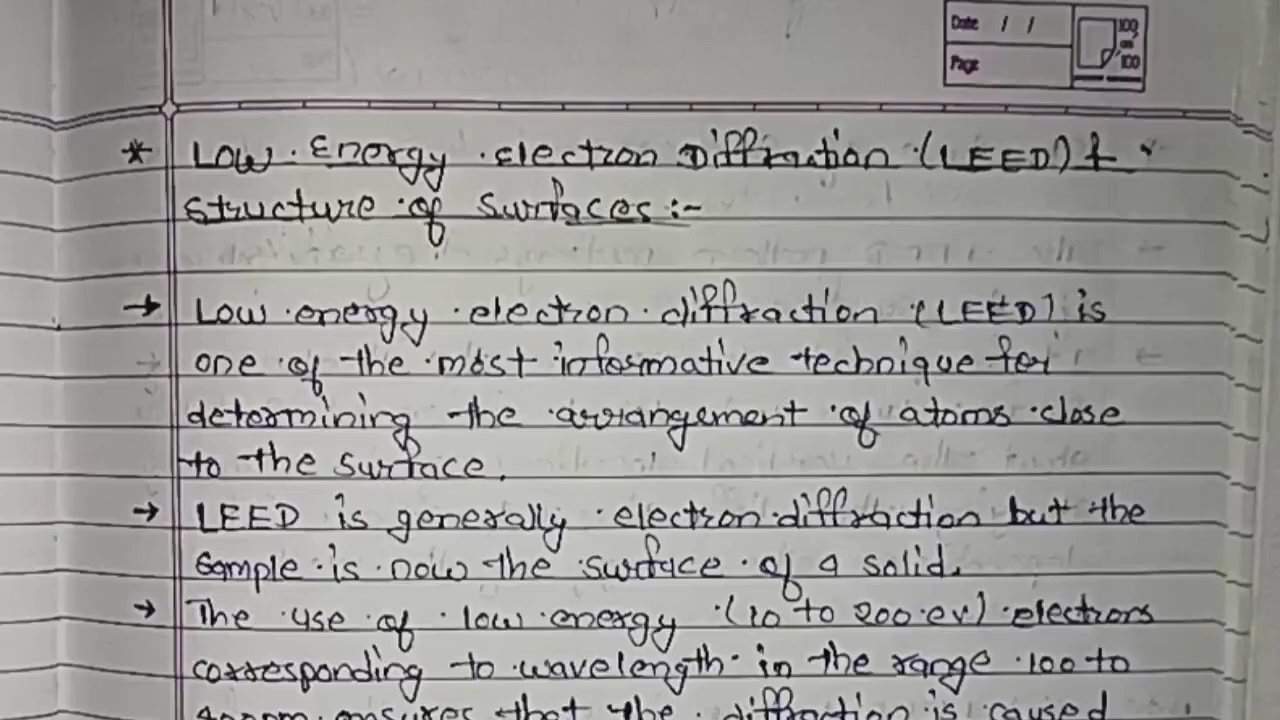 Date / /
100
on
100
Page
* Low Energy electron Diffraction (LEED) &
structure of surfaces :-
→ Low energy electron diffraction (LEED) is
one of the most informative technique for
determining the arrangement of atoms close
to the surface.
→ LEED is generally electron diffraction but the
sample is now the surface of a solid.
→ The use of low energy (10 to 200 ev) electrons
corresponding to wavelength in the range 100 to
ensures that the diffraction is caused